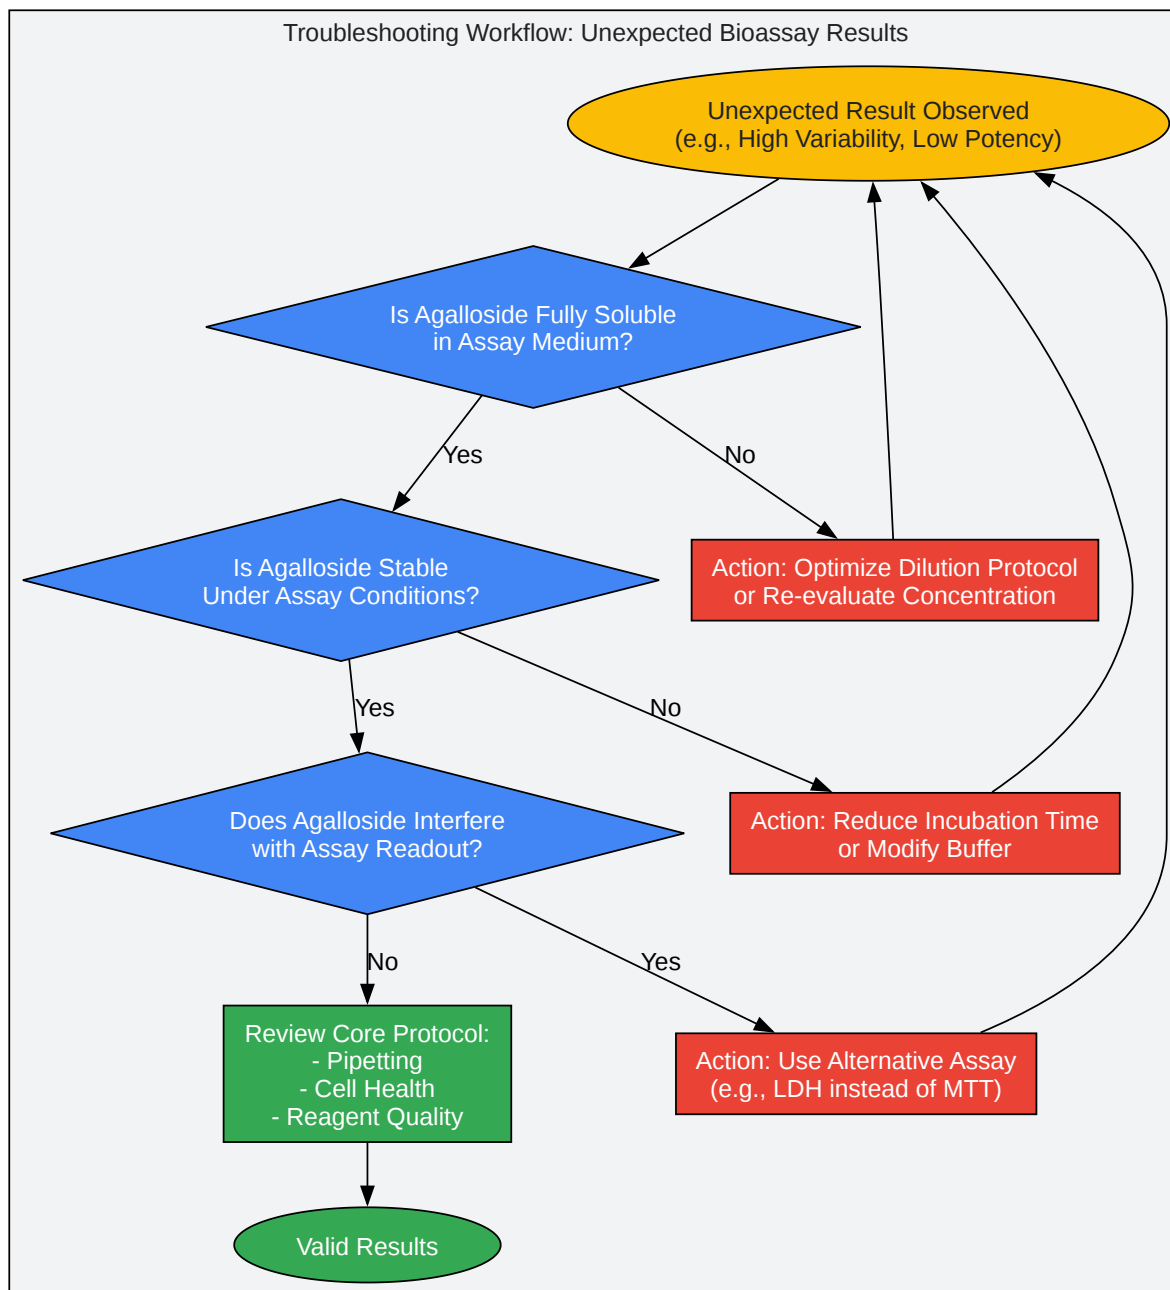 Troubleshooting Workflow: Unexpected Bioassay Results
Unexpected Result Observed
(e.g., High Variability, Low Potency)
Is Agalloside Fully Soluble
in Assay Medium?
Yes
No
Is Agalloside Stable
Under Assay Conditions?
Action: Optimize Dilution Protocol
or Re-evaluate Concentration
Yes
No
Does Agalloside Interfere
with Assay Readout?
Action: Reduce Incubation Time
or Modify Buffer
No
Yes
Review Core Protocol:
- Pipetting
- Cell Health
- Reagent Quality
Action: Use Alternative Assay
(e.g., LDH instead of MTT)
Valid Results